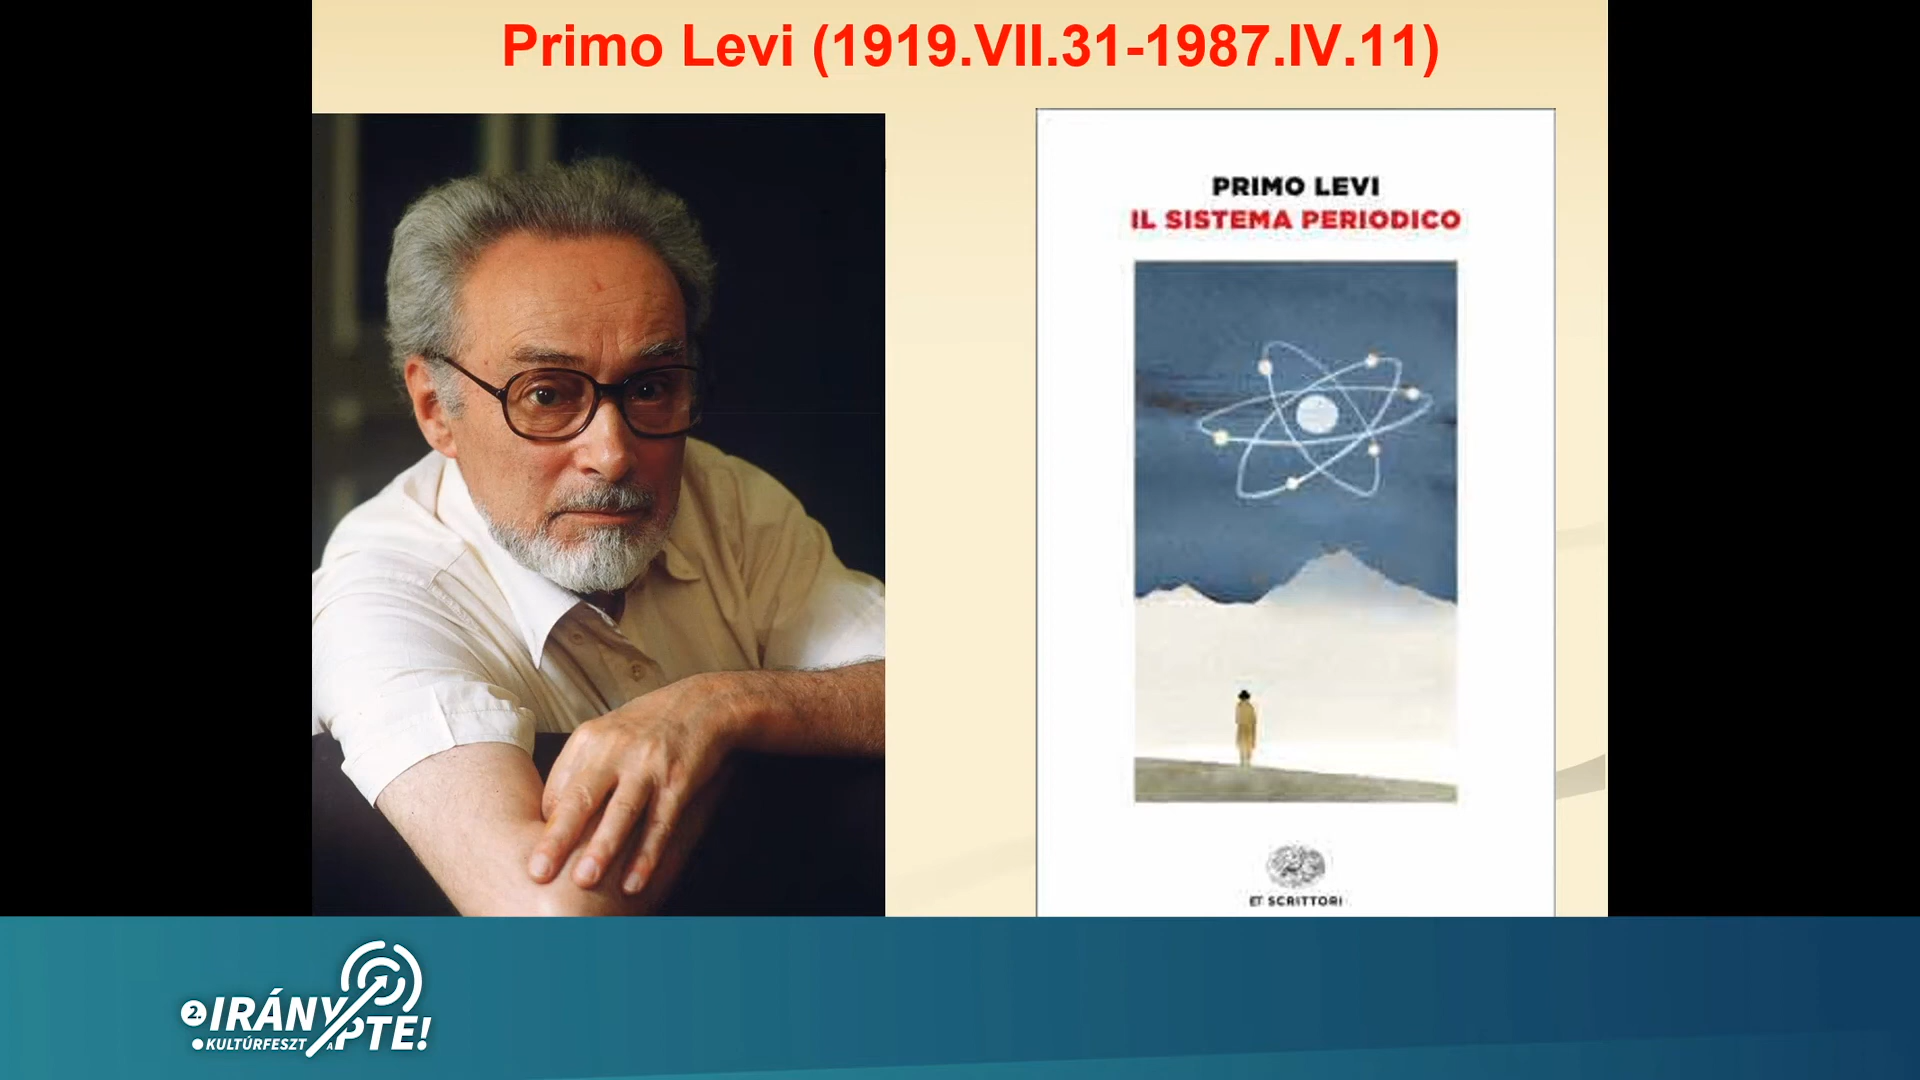 Primo Levi (1919.VII.31-1987.IV.11)
PRIMO LEVI
IL SISTEMA PERIODICO
ET SCRITTORI
2. IRÁNY
A PTE!
KULTÚRFESZT